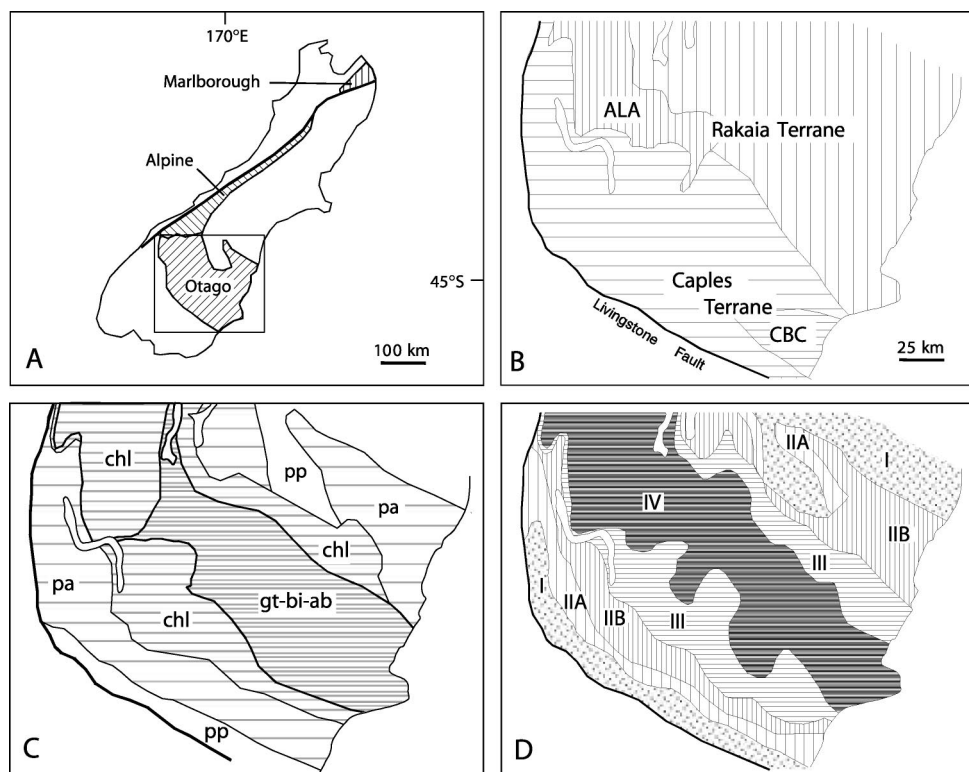 170°E
Marlborough
Alpine
45°S
Otago
A
100 km
ALA
Rakaia Terrane
Caples
Terrane
CBC
Livingstone
Fault
B
25 km
chl
pp
pa
chl
pa
gt-bi-ab
chl
pp
C
IIA
I
IV
IIB
III
I
IIA
IIB
III
D